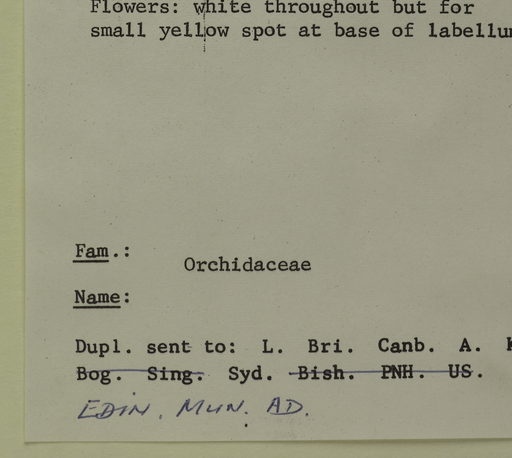 Flowers: white throughout but for
small yellow spot at base of labellu
Fam.:
Orchidaceae
Name:
Dupl. sent to: L. Bri. Canb. A. K
Bog. Sing. Syd. Bish. PNH. US.
EDIN. MUN. AD.